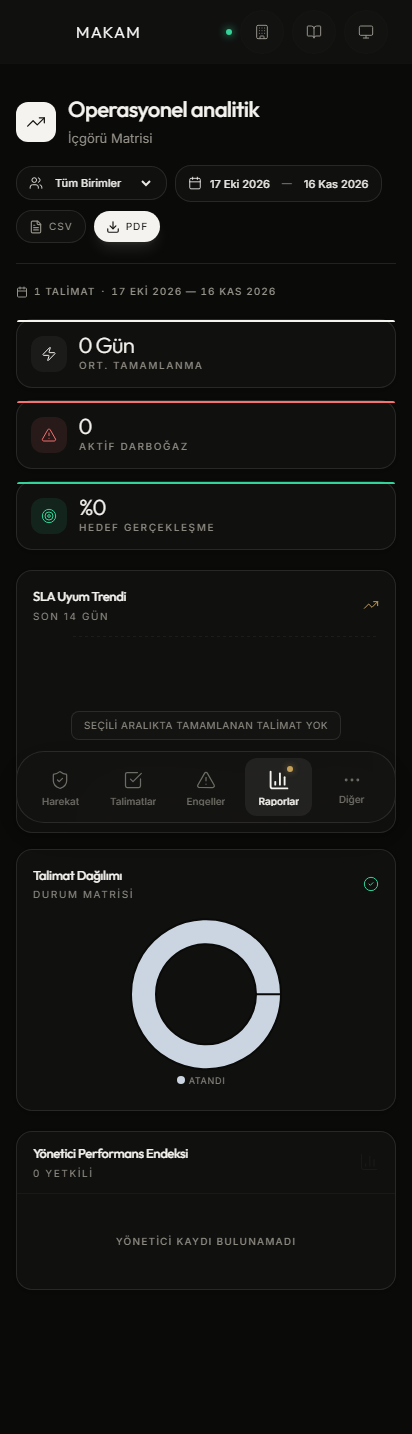 MAKAM
Operasyonel analitik
İçgörü Matrisi
Tüm Birimler
17 Eki 2026 — 16 Kas 2026
CSV
PDF
1 TALİMAT · 17 EKİ 2026 — 16 KAS 2026
0 Gün
ORT. TAMAMLANMA
0
AKTİF DARBOĞAZ
%0
HEDEF GERÇEKLEŞME
SLA Uyum Trendi
SON 14 GÜN
SEÇİLİ ARALIKTA TAMAMLANAN TALİMAT YOK
Harekat
Talimatlar
Engeller
Raporlar
Diğer
Talimat Dağılımı
DURUM MATRİSİ
ATANDI
Yönetici Performans Endeksi
0 YETKİLİ
YÖNETİCİ KAYDI BULUNAMADI